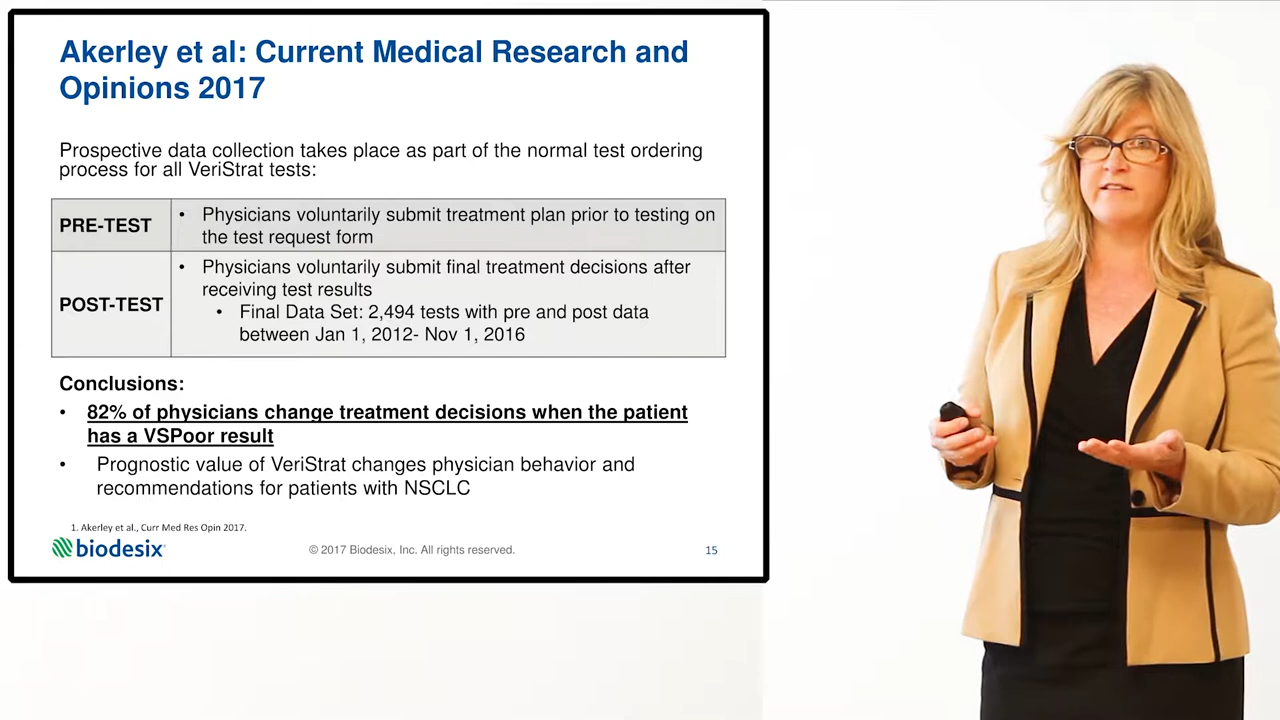 Akerley et al: Current Medical Research and
Opinions 2017
Prospective data collection takes place as part of the normal test ordering
process for all VeriStrat tests:
PRE-TEST
• Physicians voluntarily submit treatment plan prior to testing on
the test request form
POST-TEST
• Physicians voluntarily submit final treatment decisions after
receiving test results
• Final Data Set: 2,494 tests with pre and post data
between Jan 1, 2012- Nov 1, 2016
Conclusions:
• 82% of physicians change treatment decisions when the patient
has a VSPoor result
• Prognostic value of VeriStrat changes physician behavior and
recommendations for patients with NSCLC
1. Akerley et al., Curr Med Res Opin 2017.
biodesix
© 2017 Biodesix, Inc. All rights reserved.
15